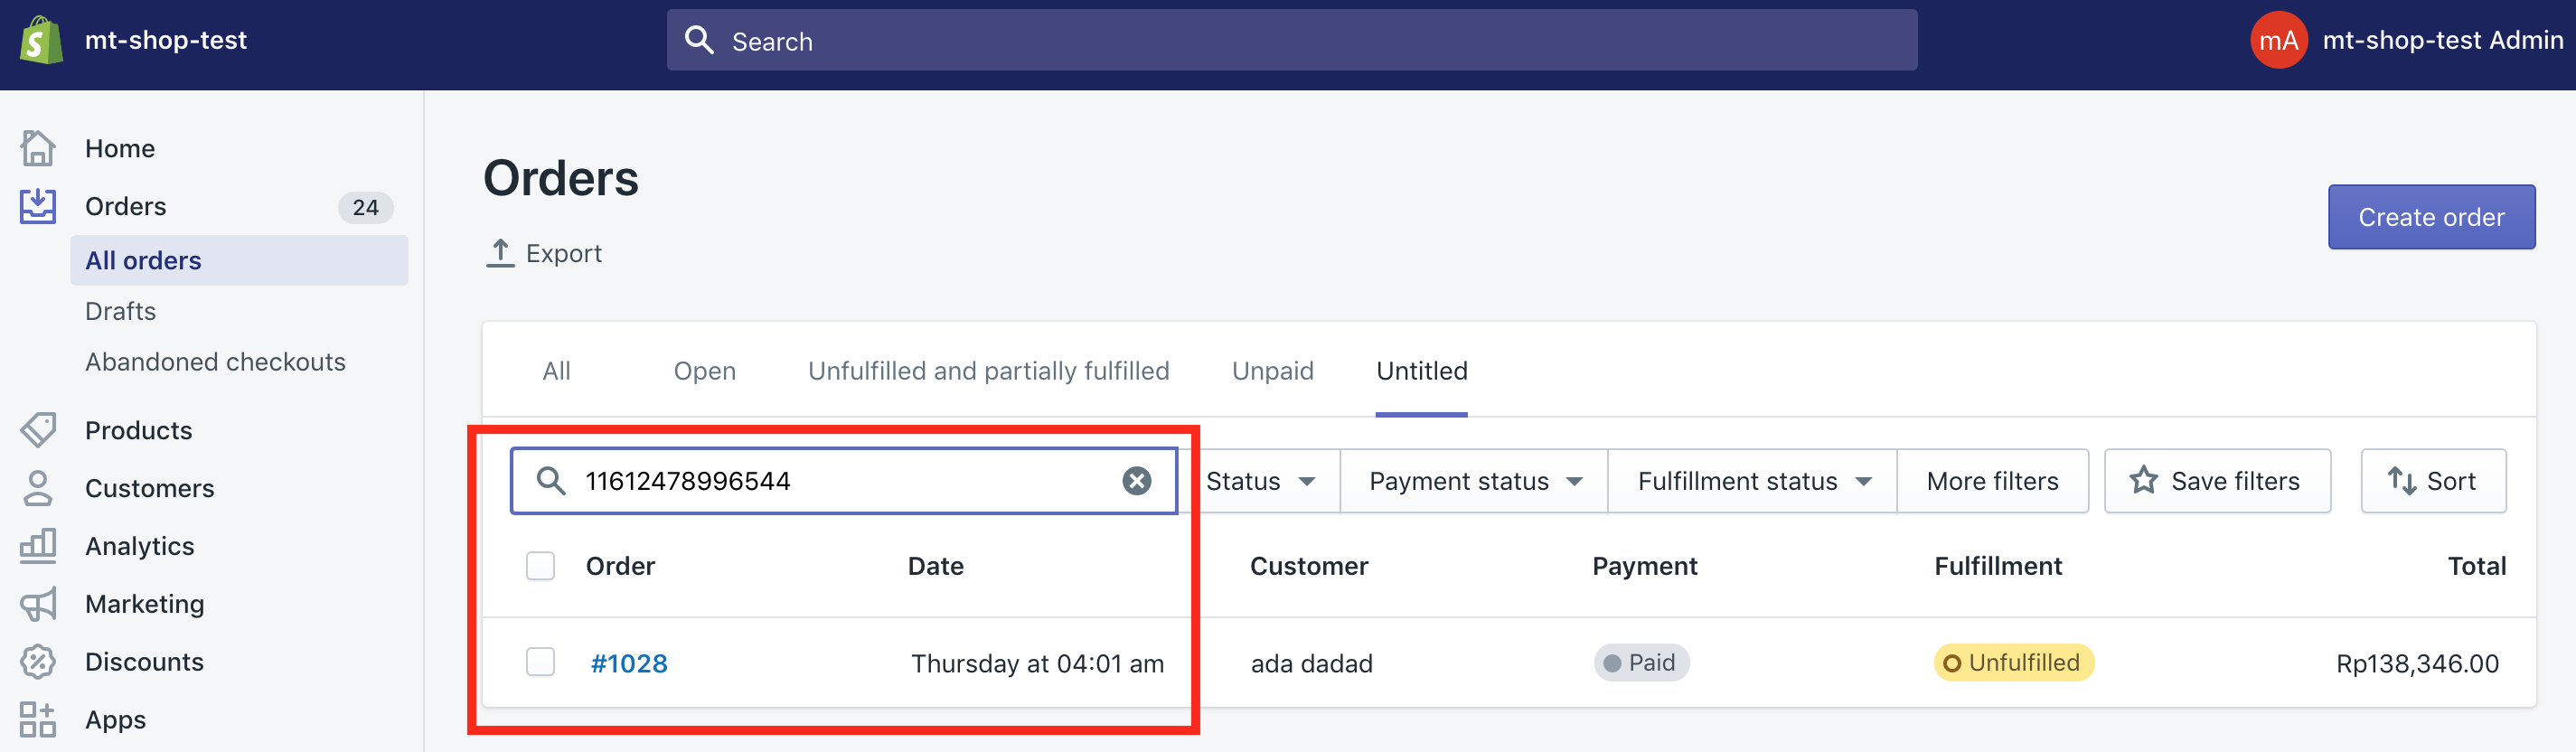 mt-shop-test
Search
mA mt-shop-test Admin
Home
Orders 24
All orders
Drafts
Abandoned checkouts
Products
Customers
Analytics
Marketing
Discounts
Apps
Orders
Export
Create order
All Open Unfulfilled and partially fulfilled Unpaid Untitled
11612478996544 Status Payment status Fulfillment status More filters Save filters Sort
Order Date Customer Payment Fulfillment Total
#1028 Thursday at 04:01 am ada dadad Paid Unfulfilled Rp138,346.00